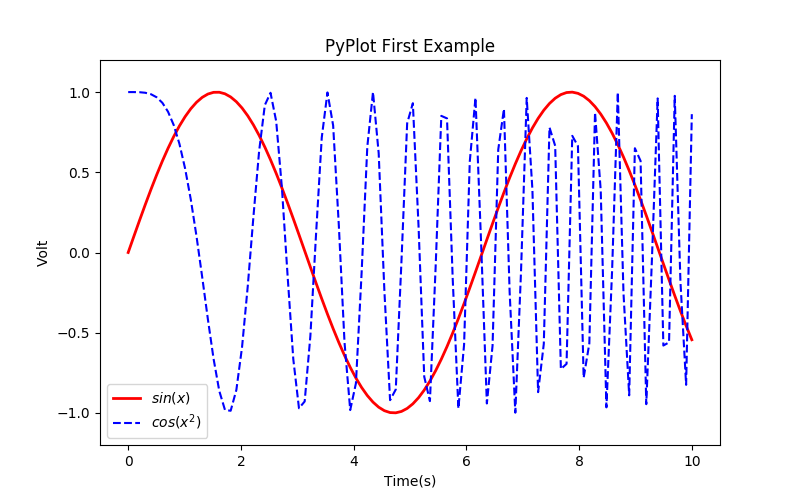 PyPlot First Example
1.0
0.5
0.0
−0.5
−1.0
Volt
sin(x)
cos(x²)
0 2 4 6 8 10
Time(s)